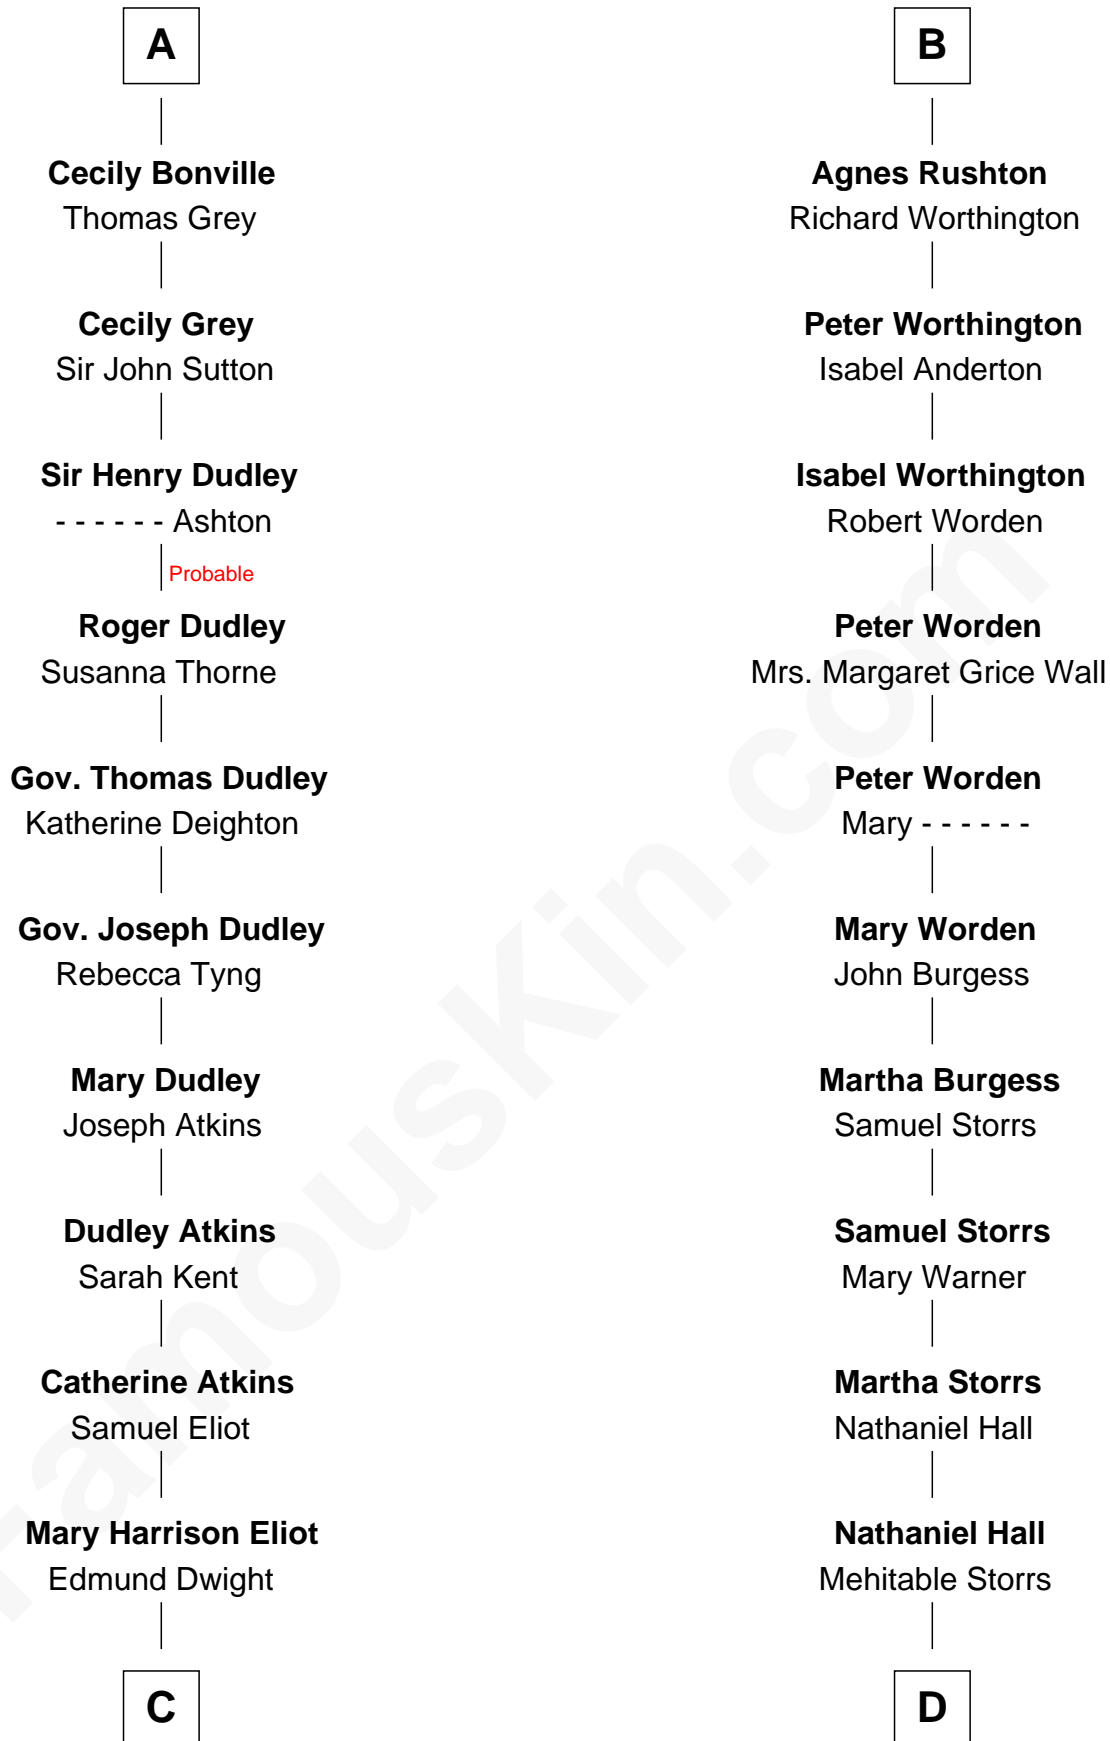 A
Cecily Bonville
Thomas Grey
Cecily Grey
Sir John Sutton
Sir Henry Dudley
- - - - - - Ashton
Probable
Roger Dudley
Susanna Thorne
Gov. Thomas Dudley
Katherine Deighton
Gov. Joseph Dudley
Rebecca Tyng
Mary Dudley
Joseph Atkins
Dudley Atkins
Sarah Kent
Catherine Atkins
Samuel Eliot
Mary Harrison Eliot
Edmund Dwight
C
B
Agnes Rushton
Richard Worthington
Peter Worthington
Isabel Anderton
Isabel Worthington
Robert Worden
Peter Worden
Mrs. Margaret Grice Wall
Peter Worden
Mary - - - - - -
Mary Worden
John Burgess
Martha Burgess
Samuel Storrs
Samuel Storrs
Mary Warner
Martha Storrs
Nathaniel Hall
Nathaniel Hall
Mehitable Storrs
D
FamousKin.com